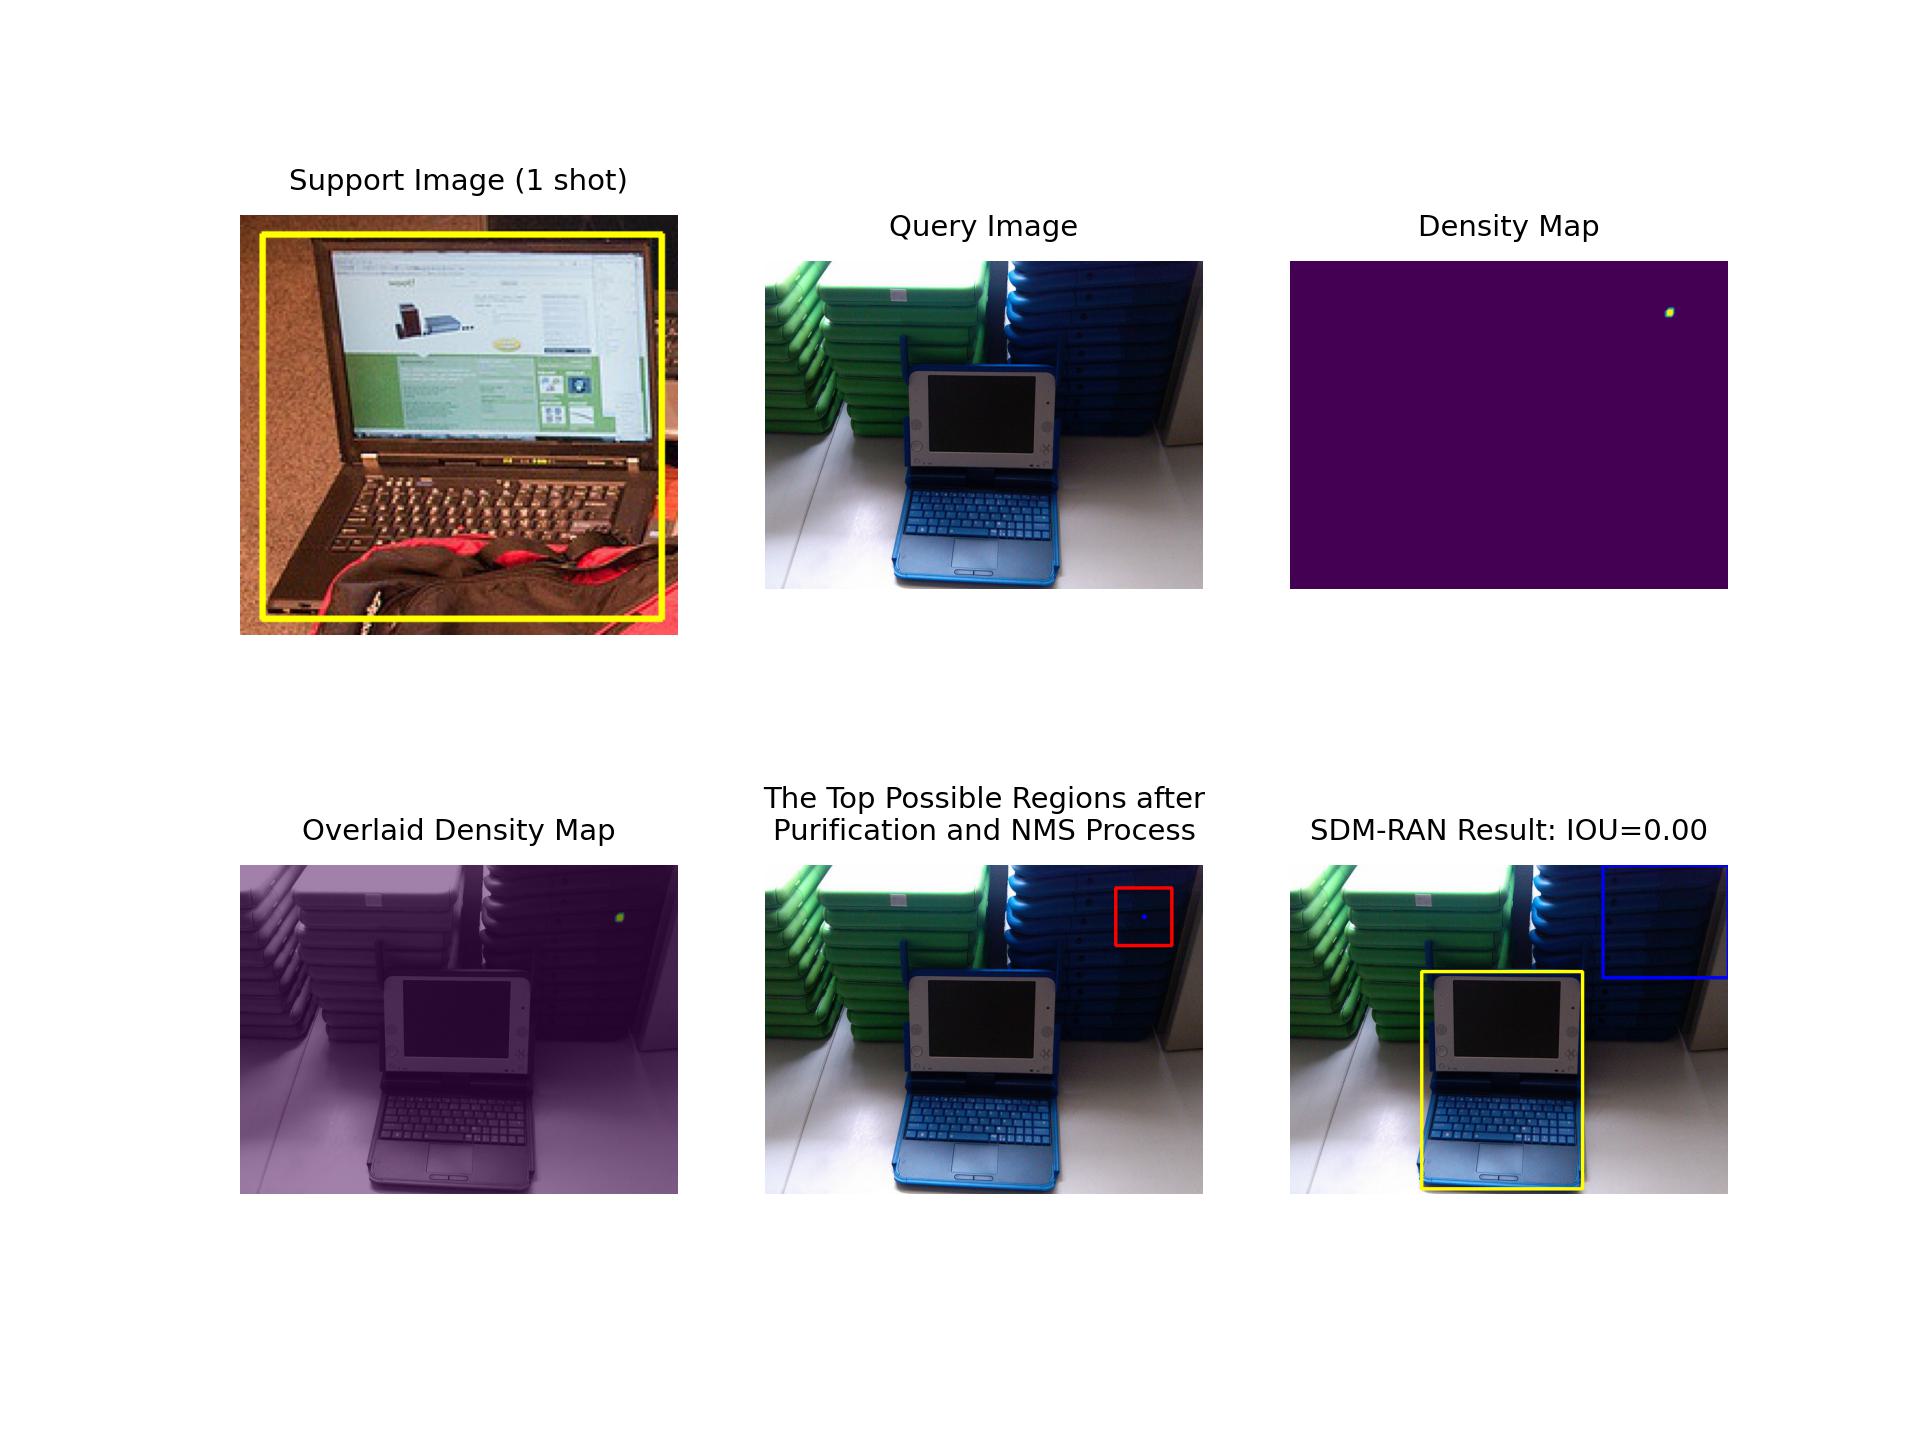 Support Image (1 shot)
Query Image
Density Map
Overlaid Density Map
The Top Possible Regions after
Purification and NMS Process
SDM-RAN Result: IOU=0.00